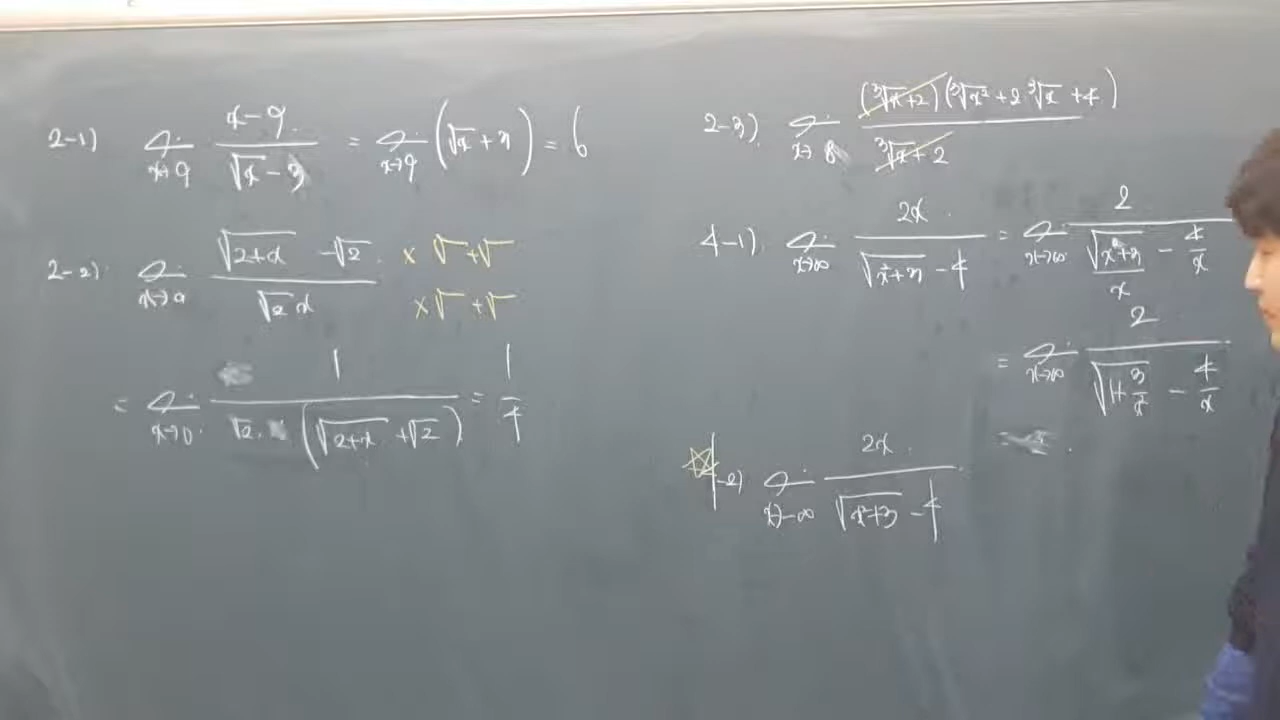 2-1) lim x→9 (x-9)/(√x - 3) = lim x→9 (√x + 3) = 6
2-2) lim x→0 (√(2+x) - √2)/(√2 x) × √ + √ / × √ + √
= lim x→0 1/(√2 · (√(2+x) + √2)) = 1/4
2-3) lim x→8 (∛x+2)(∛x² + 2·∛x + 4)/(∛x + 2)
4-1) lim x→∞ 2x/(√(x²+3) - 4) = lim x→∞ 2/(√(x²+3)/x - 4/x)
= lim x→∞ 2/(√(1+3/x²) - 4/x)
4-2) lim x→-∞ 2x/(√(x²+3) - 4)